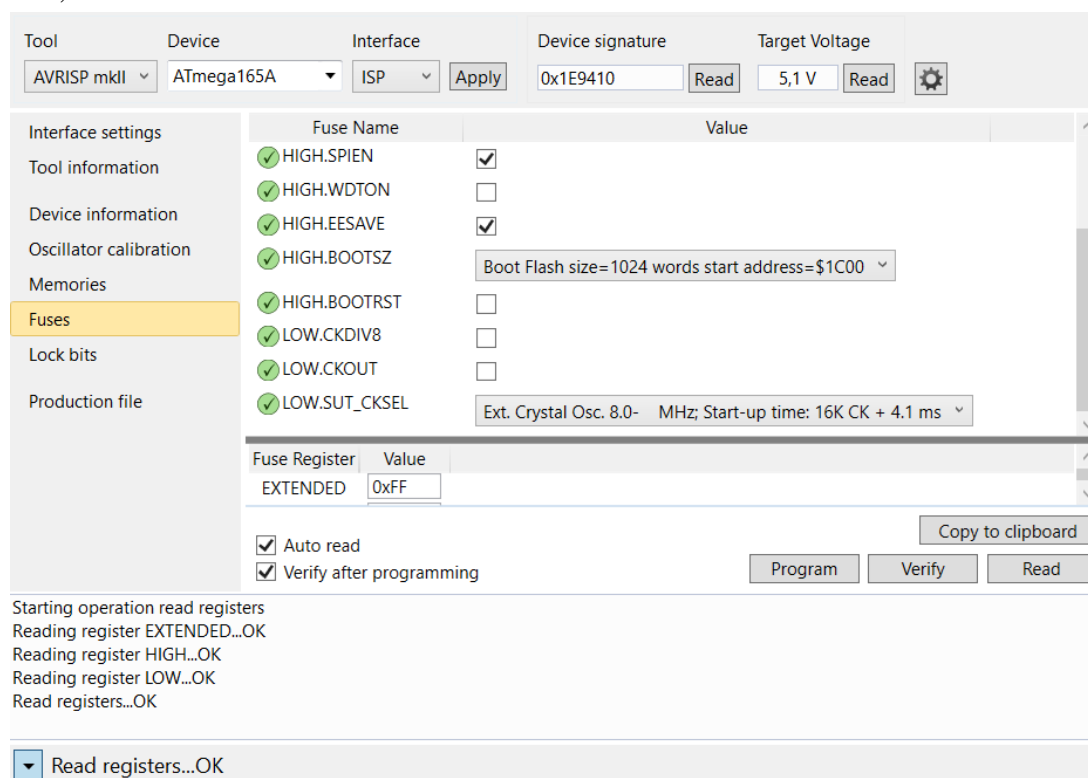 Tool Device Interface Device signature Target Voltage
AVRISP mkII ATmega165A ISP Apply 0x1E9410 Read 5,1 V Read
Interface settings
Tool information
Device information
Oscillator calibration
Memories
Fuses
Lock bits
Production file
Fuse Name Value
HIGH.SPIEN
HIGH.WDTON
HIGH.EESAVE
HIGH.BOOTSZ Boot Flash size=1024 words start address=$1C00
HIGH.BOOTRST
LOW.CKDIV8
LOW.CKOUT
LOW.SUT_CKSEL Ext. Crystal Osc. 8.0- MHz; Start-up time: 16K CK + 4.1 ms
Fuse Register Value
EXTENDED 0xFF
Copy to clipboard
Auto read
Verify after programming
Program Verify Read
Starting operation read registers
Reading register EXTENDED...OK
Reading register HIGH...OK
Reading register LOW...OK
Read registers...OK
Read registers...OK